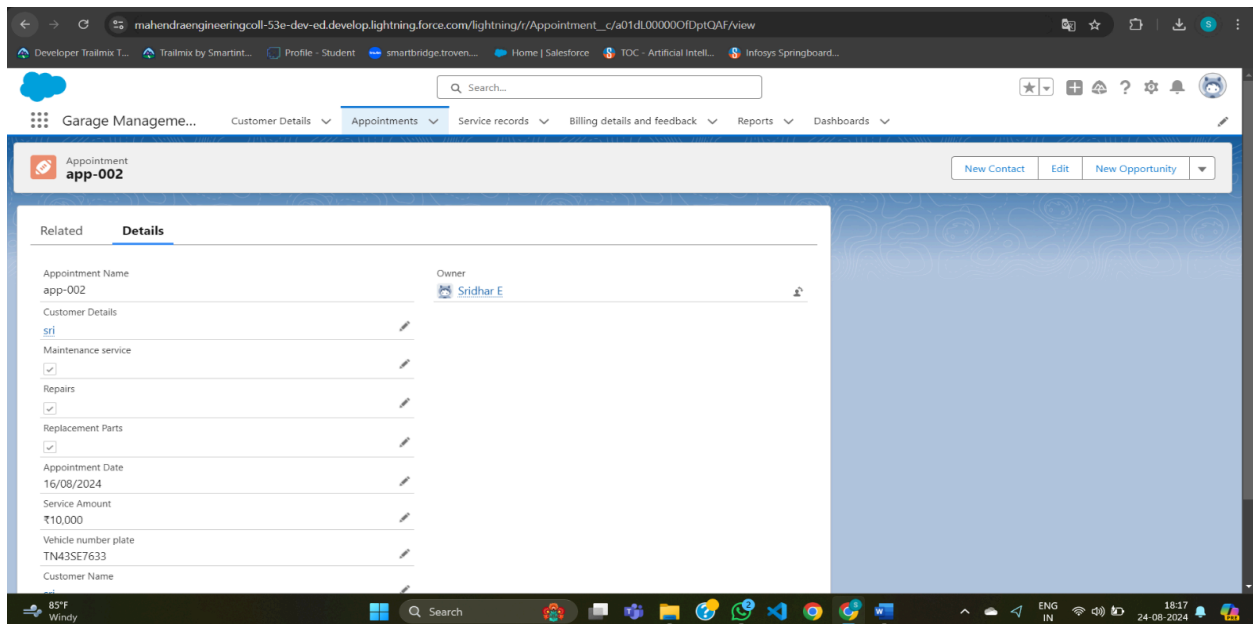 mahendraengineeringcoll-53e-dev-ed.develop.lightning.force.com/lightning/r/Appointment__c/a01dL00000OfDptQAF/view
S
Developer Trailmix T... Trailmix by Smartint... Profile - Student smartbridge.troven.... Home | Salesforce TOC - Artificial Intell... Infosys Springboard...
Search...
Garage Manageme... Customer Details Appointments Service records Billing details and feedback Reports Dashboards
Appointment
app-002
New Contact Edit New Opportunity
Related Details
Appointment Name
app-002
Owner
Sridhar E
Customer Details
sri
Maintenance service
Repairs
Replacement Parts
Appointment Date
16/08/2024
Service Amount
₹10,000
Vehicle number plate
TN43SE7633
Customer Name
sri
85°F
Windy
Search
2
ENG
IN
18:17
24-08-2024